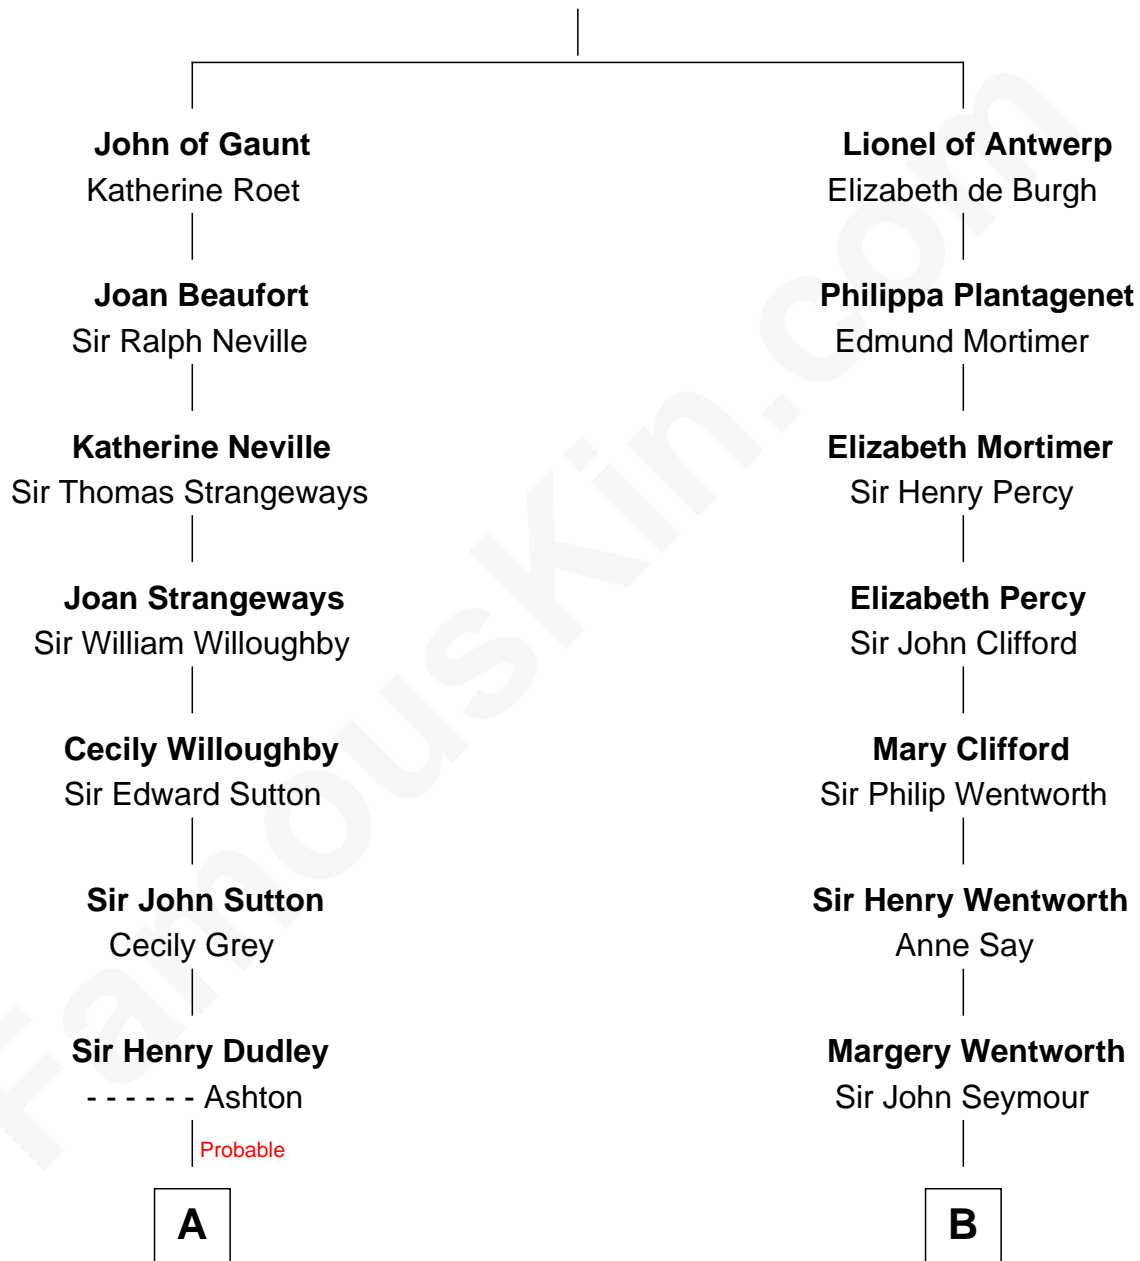 John of Gaunt
Katherine Roet
Lionel of Antwerp
Elizabeth de Burgh
Joan Beaufort
Sir Ralph Neville
Philippa Plantagenet
Edmund Mortimer
Katherine Neville
Sir Thomas Strangeways
Elizabeth Mortimer
Sir Henry Percy
Joan Strangeways
Sir William Willoughby
Elizabeth Percy
Sir John Clifford
Cecily Willoughby
Sir Edward Sutton
Mary Clifford
Sir Philip Wentworth
Sir John Sutton
Cecily Grey
Sir Henry Wentworth
Anne Say
Sir Henry Dudley
- - - - - - Ashton
Margery Wentworth
Sir John Seymour
Probable
A
B
FamousKin.com